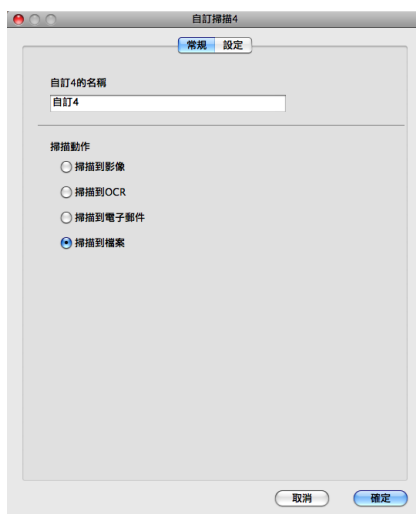 自訂掃描4
常規 設定
自訂4的名稱
自訂4
掃描動作
掃描到影像
掃描到OCR
掃描到電子郵件
掃描到檔案
取消 確定